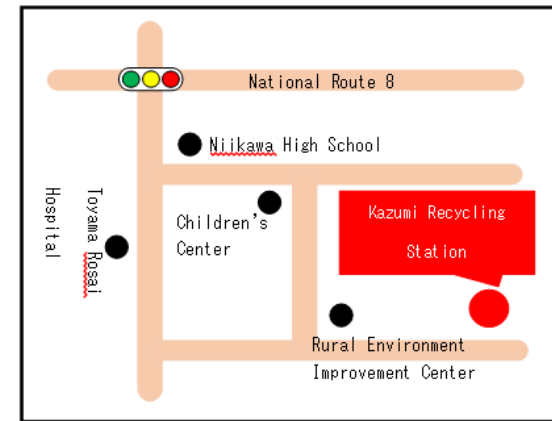 National Route 8
Niikawa High School
Children's
Center
Kazumi Recycling
Station
Toyama Rosai
Hospital
Rural Environment
Improvement Center